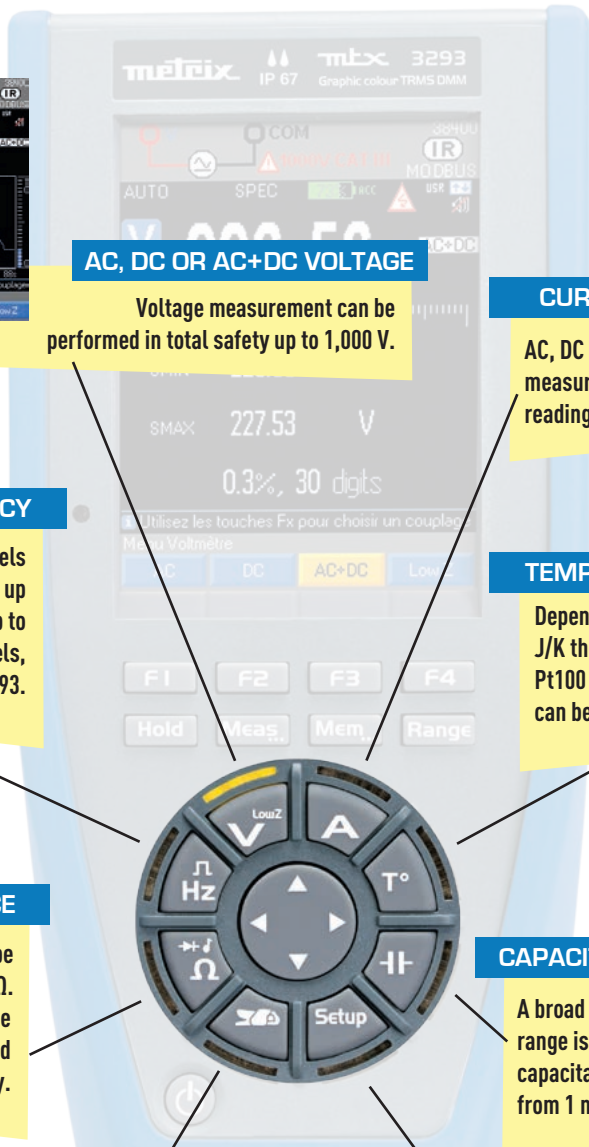 metrix IP 67 mtx 3293
Graphic colour TRMS DMM
COM 38400
IR
MODBUS
AUTO SPEC USR
AC+DC
AC, DC OR AC+DC VOLTAGE
Voltage measurement can be
performed in total safety up to 1,000 V.
CUR
AC, DC
measur
reading
SMAX 227.53 V
0.3%, 30 digits
Utilisez les touches Fx pour choisir un couplage
Menu Voltmètre
AC DC AC+DC LowZ
CY
els
up
o to
els,
93.
TEMP
Depen
J/K th
Pt100
can be
F1 F2 F3 F4
Hold Meas... Mem... Range
LowZ
V A
Hz T°
Ω
Setup
CE
be
Ω.
e
d
y.
CAPACI
A broad
range is
capacita
from 1 n